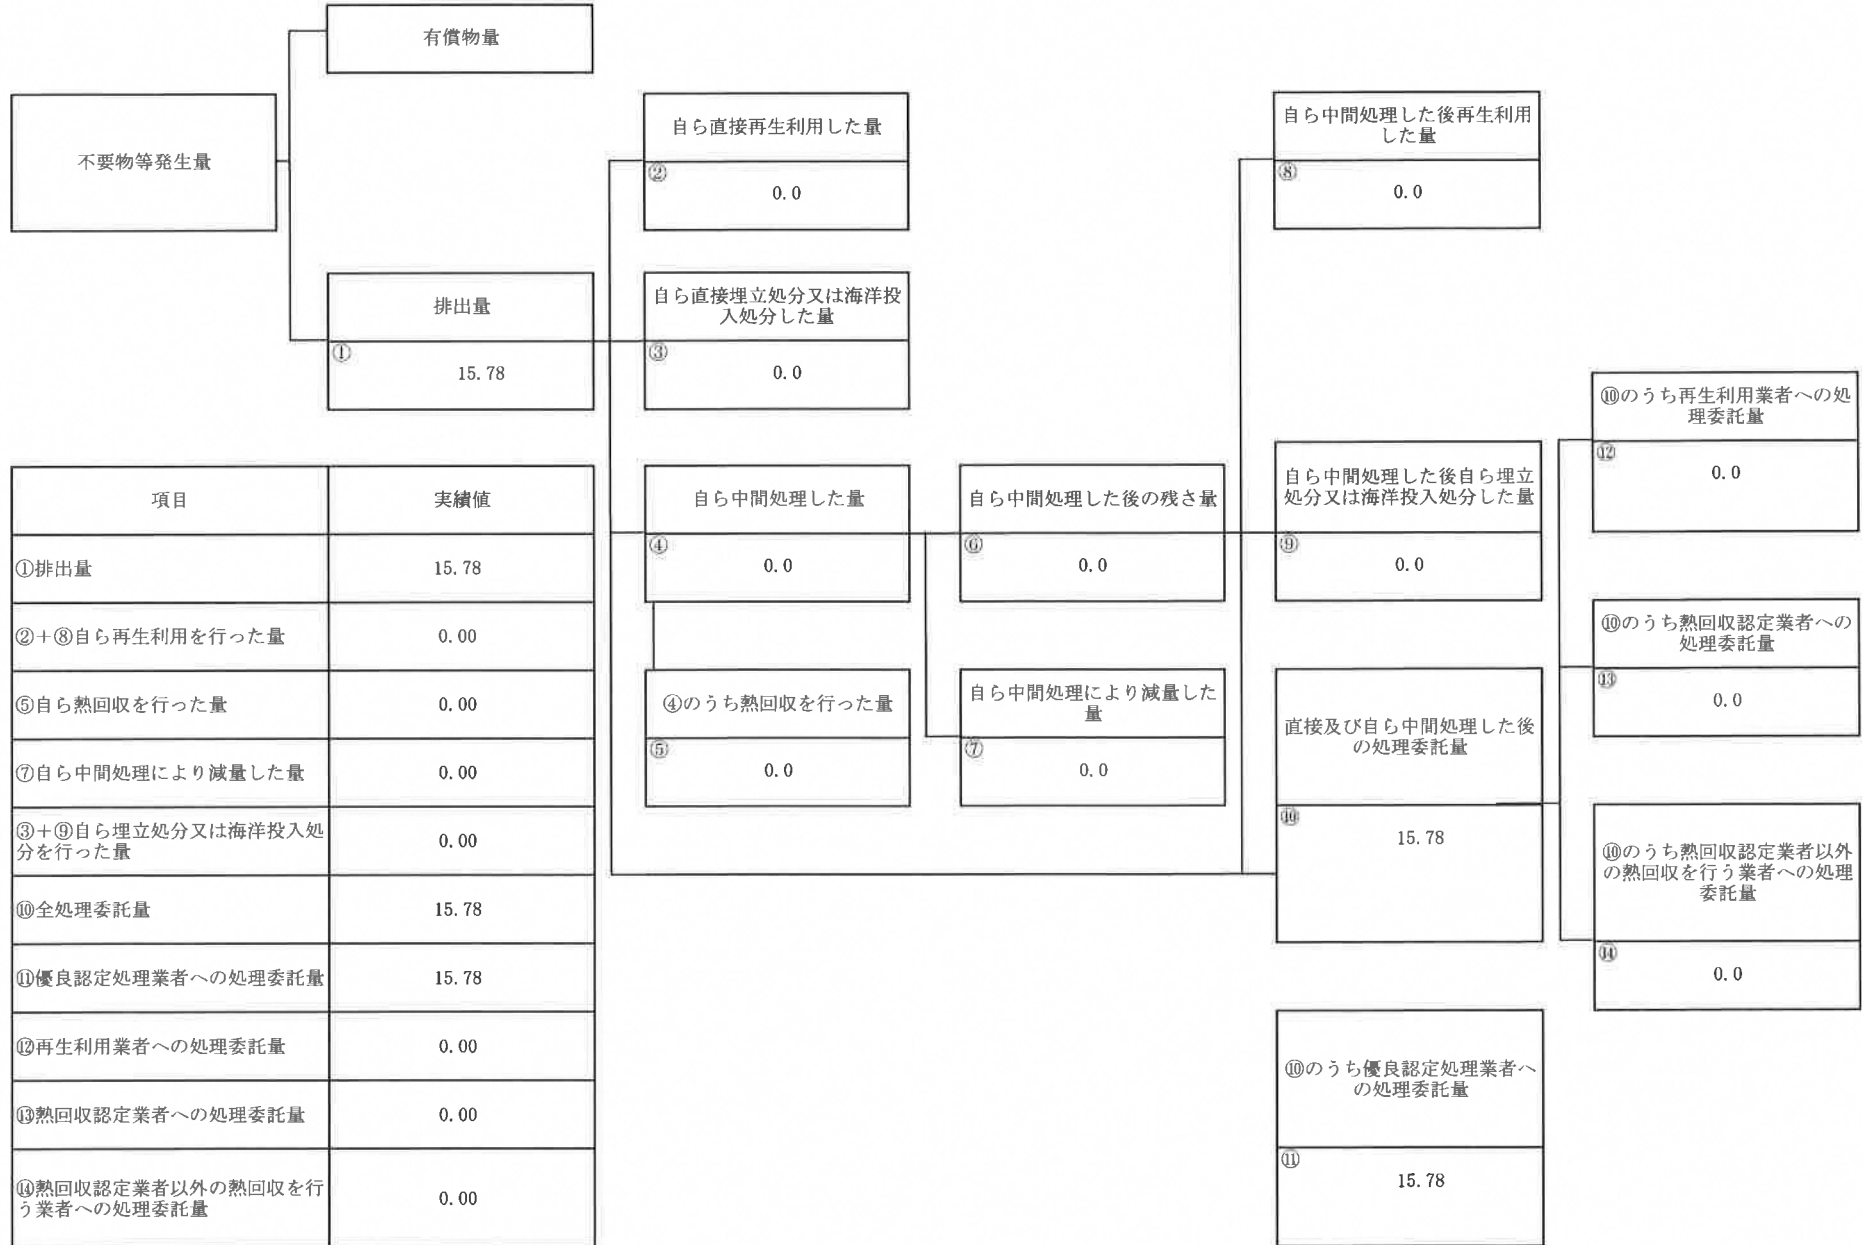 有償物量
不要物等発生量
自ら直接再生利用した量
②
0.0
自ら中間処理した後再生利用
した量
⑧
0.0
排出量
①
15.78
自ら直接埋立処分又は海洋投
入処分した量
③
0.0
⑩のうち再生利用業者への処
理委託量
⑫
0.0
項目
実績値
①排出量
15.78
②+⑧自ら再生利用を行った量
0.00
⑤自ら熱回収を行った量
0.00
⑦自ら中間処理により減量した量
0.00
③+⑨自ら埋立処分又は海洋投入処
分を行った量
0.00
⑩全処理委託量
15.78
⑪優良認定処理業者への処理委託量
15.78
⑫再生利用業者への処理委託量
0.00
⑬熱回収認定業者への処理委託量
0.00
⑭熱回収認定業者以外の熱回収を行
う業者への処理委託量
0.00
自ら中間処理した量
④
0.0
自ら中間処理した後の残さ量
⑥
0.0
自ら中間処理した後自ら埋立
処分又は海洋投入処分した量
⑨
0.0
④のうち熱回収を行った量
⑤
0.0
自ら中間処理により減量した
量
⑦
0.0
直接及び自ら中間処理した後
の処理委託量
⑩
15.78
⑩のうち熱回収認定業者への
処理委託量
⑬
0.0
⑩のうち熱回収認定業者以外
の熱回収を行う業者への処理
委託量
⑭
0.0
⑩のうち優良認定処理業者へ
の処理委託量
⑪
15.78